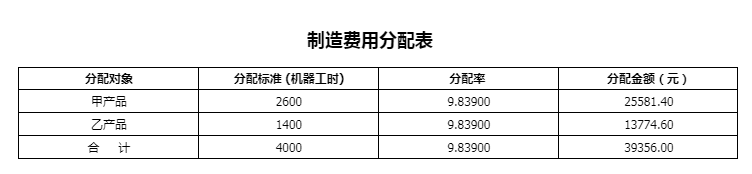 制造费用分配表
分配对象 分配标准 (机器工时) 分配率 分配金额（元）
甲产品 2600 9.83900 25581.40
乙产品 1400 9.83900 13774.60
合 计 4000 9.83900 39356.00